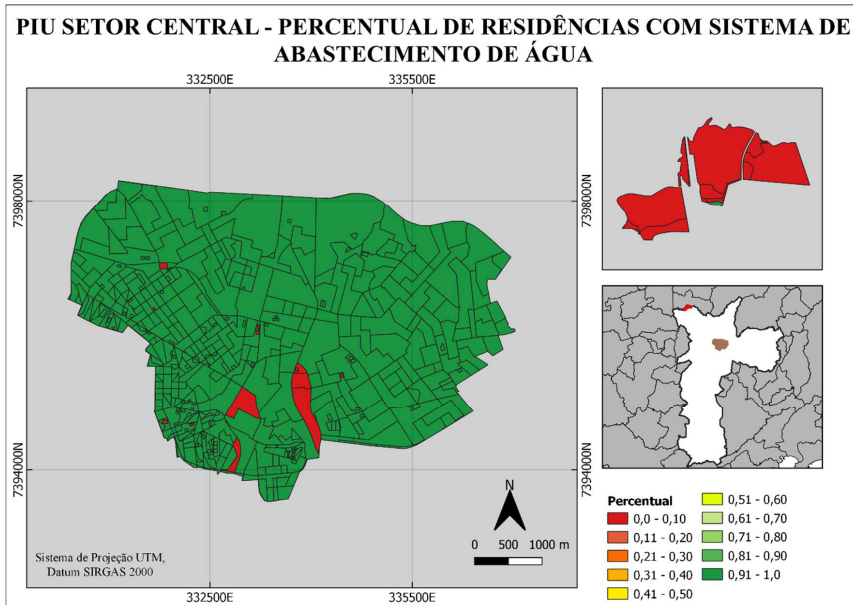 PIU SETOR CENTRAL - PERCENTUAL DE RESIDÊNCIAS COM SISTEMA DE
ABASTECIMENTO DE ÁGUA
332500E
335500E
7398000N
7398000N
7394000N
7394000N
N
0
500
1000 m
Sistema de Projeção UTM,
Datum SIRGAS 2000
332500E
335500E
Percentual
0,0 - 0,10
0,11 - 0,20
0,21 - 0,30
0,31 - 0,40
0,41 - 0,50
0,51 - 0,60
0,61 - 0,70
0,71 - 0,80
0,81 - 0,90
0,91 - 1,0